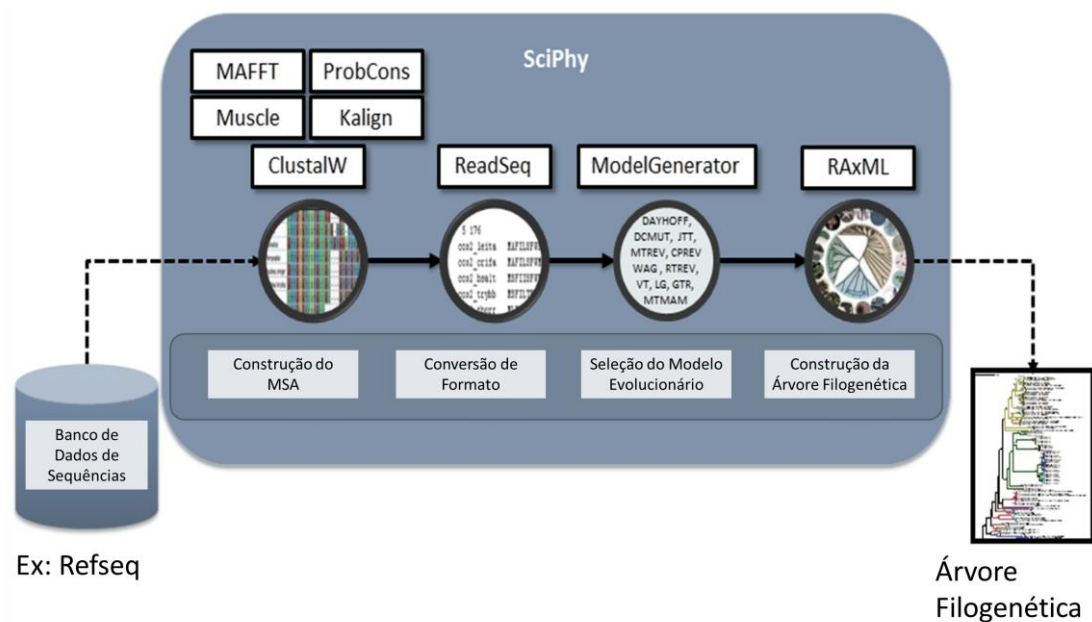 SciPhy
MAFFT
ProbCons
Muscle
Kalign
ClustalW
ReadSeq
ModelGenerator
RAxML
5 176
DAYHOFF,
DCMUT, JTT,
MTREV, CPREV
WAG , RTREV,
VT, LG, GTR,
MTMAM
Construção do
MSA
Conversão de
Formato
Seleção do Modelo
Evolucionário
Construção da
Árvore Filogenética
Banco de
Dados de
Sequências
Ex: Refseq
Árvore
Filogenética